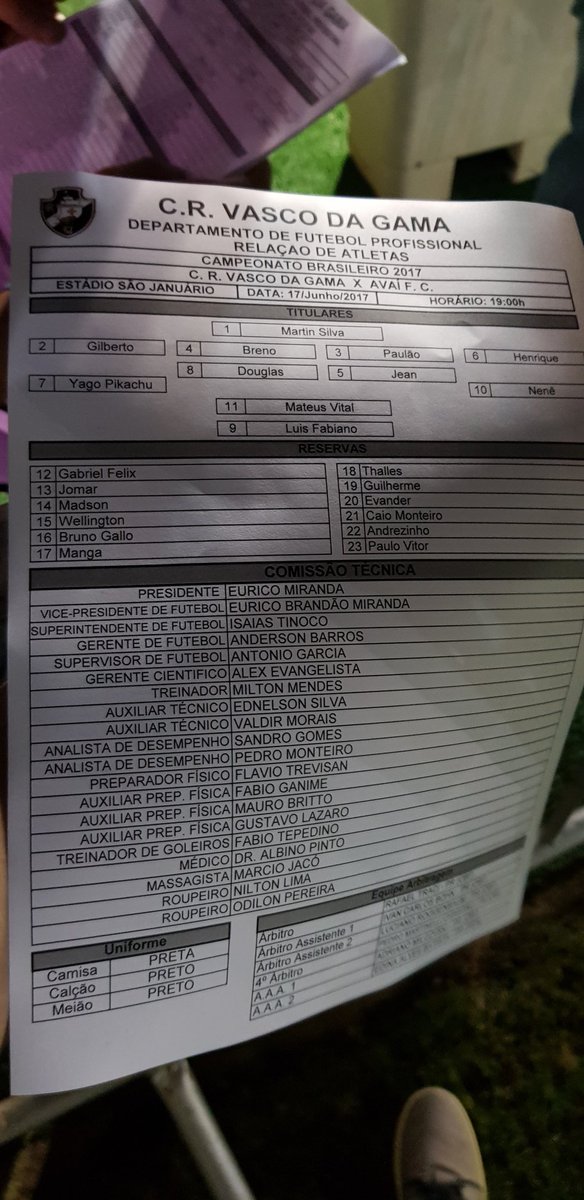 C.R. VASCO DA GAMA
DEPARTAMENTO DE FUTEBOL PROFISSIONAL
RELAÇAO DE ATLETAS
CAMPEONATO BRASILEIRO 2017
C. R. VASCO DA GAMA X AVAÍ F. C.
ESTÁDIO SÃO JANUÁRIO DATA: 17/Junho/2017 HORÁRIO: 19:00h
TITULARES
1 Martin Silva
2 Gilberto 4 Breno 3 Paulão 6 Henrique
7 Yago Pikachu 8 Douglas 5 Jean 10 Nenê
11 Mateus Vital
9 Luis Fabiano
RESERVAS
12 Gabriel Felix 18 Thalles
13 Jomar 19 Guilherme
14 Madson 20 Evander
15 Wellington 21 Caio Monteiro
16 Bruno Gallo 22 Andrezinho
17 Manga 23 Paulo Vitor
COMISSÃO TÉCNICA
PRESIDENTE EURICO MIRANDA
VICE-PRESIDENTE DE FUTEBOL EURICO BRANDÃO MIRANDA
SUPERINTENDENTE DE FUTEBOL ISAIAS TINOCO
GERENTE DE FUTEBOL ANDERSON BARROS
SUPERVISOR DE FUTEBOL ANTONIO GARCIA
GERENTE CIENTIFICO ALEX EVANGELISTA
TREINADOR MILTON MENDES
AUXILIAR TÉCNICO EDNELSON SILVA
AUXILIAR TÉCNICO VALDIR MORAIS
ANALISTA DE DESEMPENHO SANDRO GOMES
ANALISTA DE DESEMPENHO PEDRO MONTEIRO
PREPARADOR FÍSICO FLAVIO TREVISAN
AUXILIAR PREP. FÍSICA FABIO GANIME
AUXILIAR PREP. FÍSICA MAURO BRITTO
AUXILIAR PREP. FÍSICA GUSTAVO LAZARO
TREINADOR DE GOLEIROS FABIO TEPEDINO
MÉDICO DR. ALBINO PINTO
MASSAGISTA MARCIO JACÓ
ROUPEIRO NILTON LIMA
ROUPEIRO ODILON PEREIRA
Uniforme
Camisa PRETA
Calção PRETO
Meião PRETO
Equipe Arbitragem
Árbitro RAFAEL
Árbitro Assistente 1 IVAN CARLOS
Árbitro Assistente 2 LUCIANO
4º Árbitro
A.A.A. 1 ADRIANO
A.A.A. 2